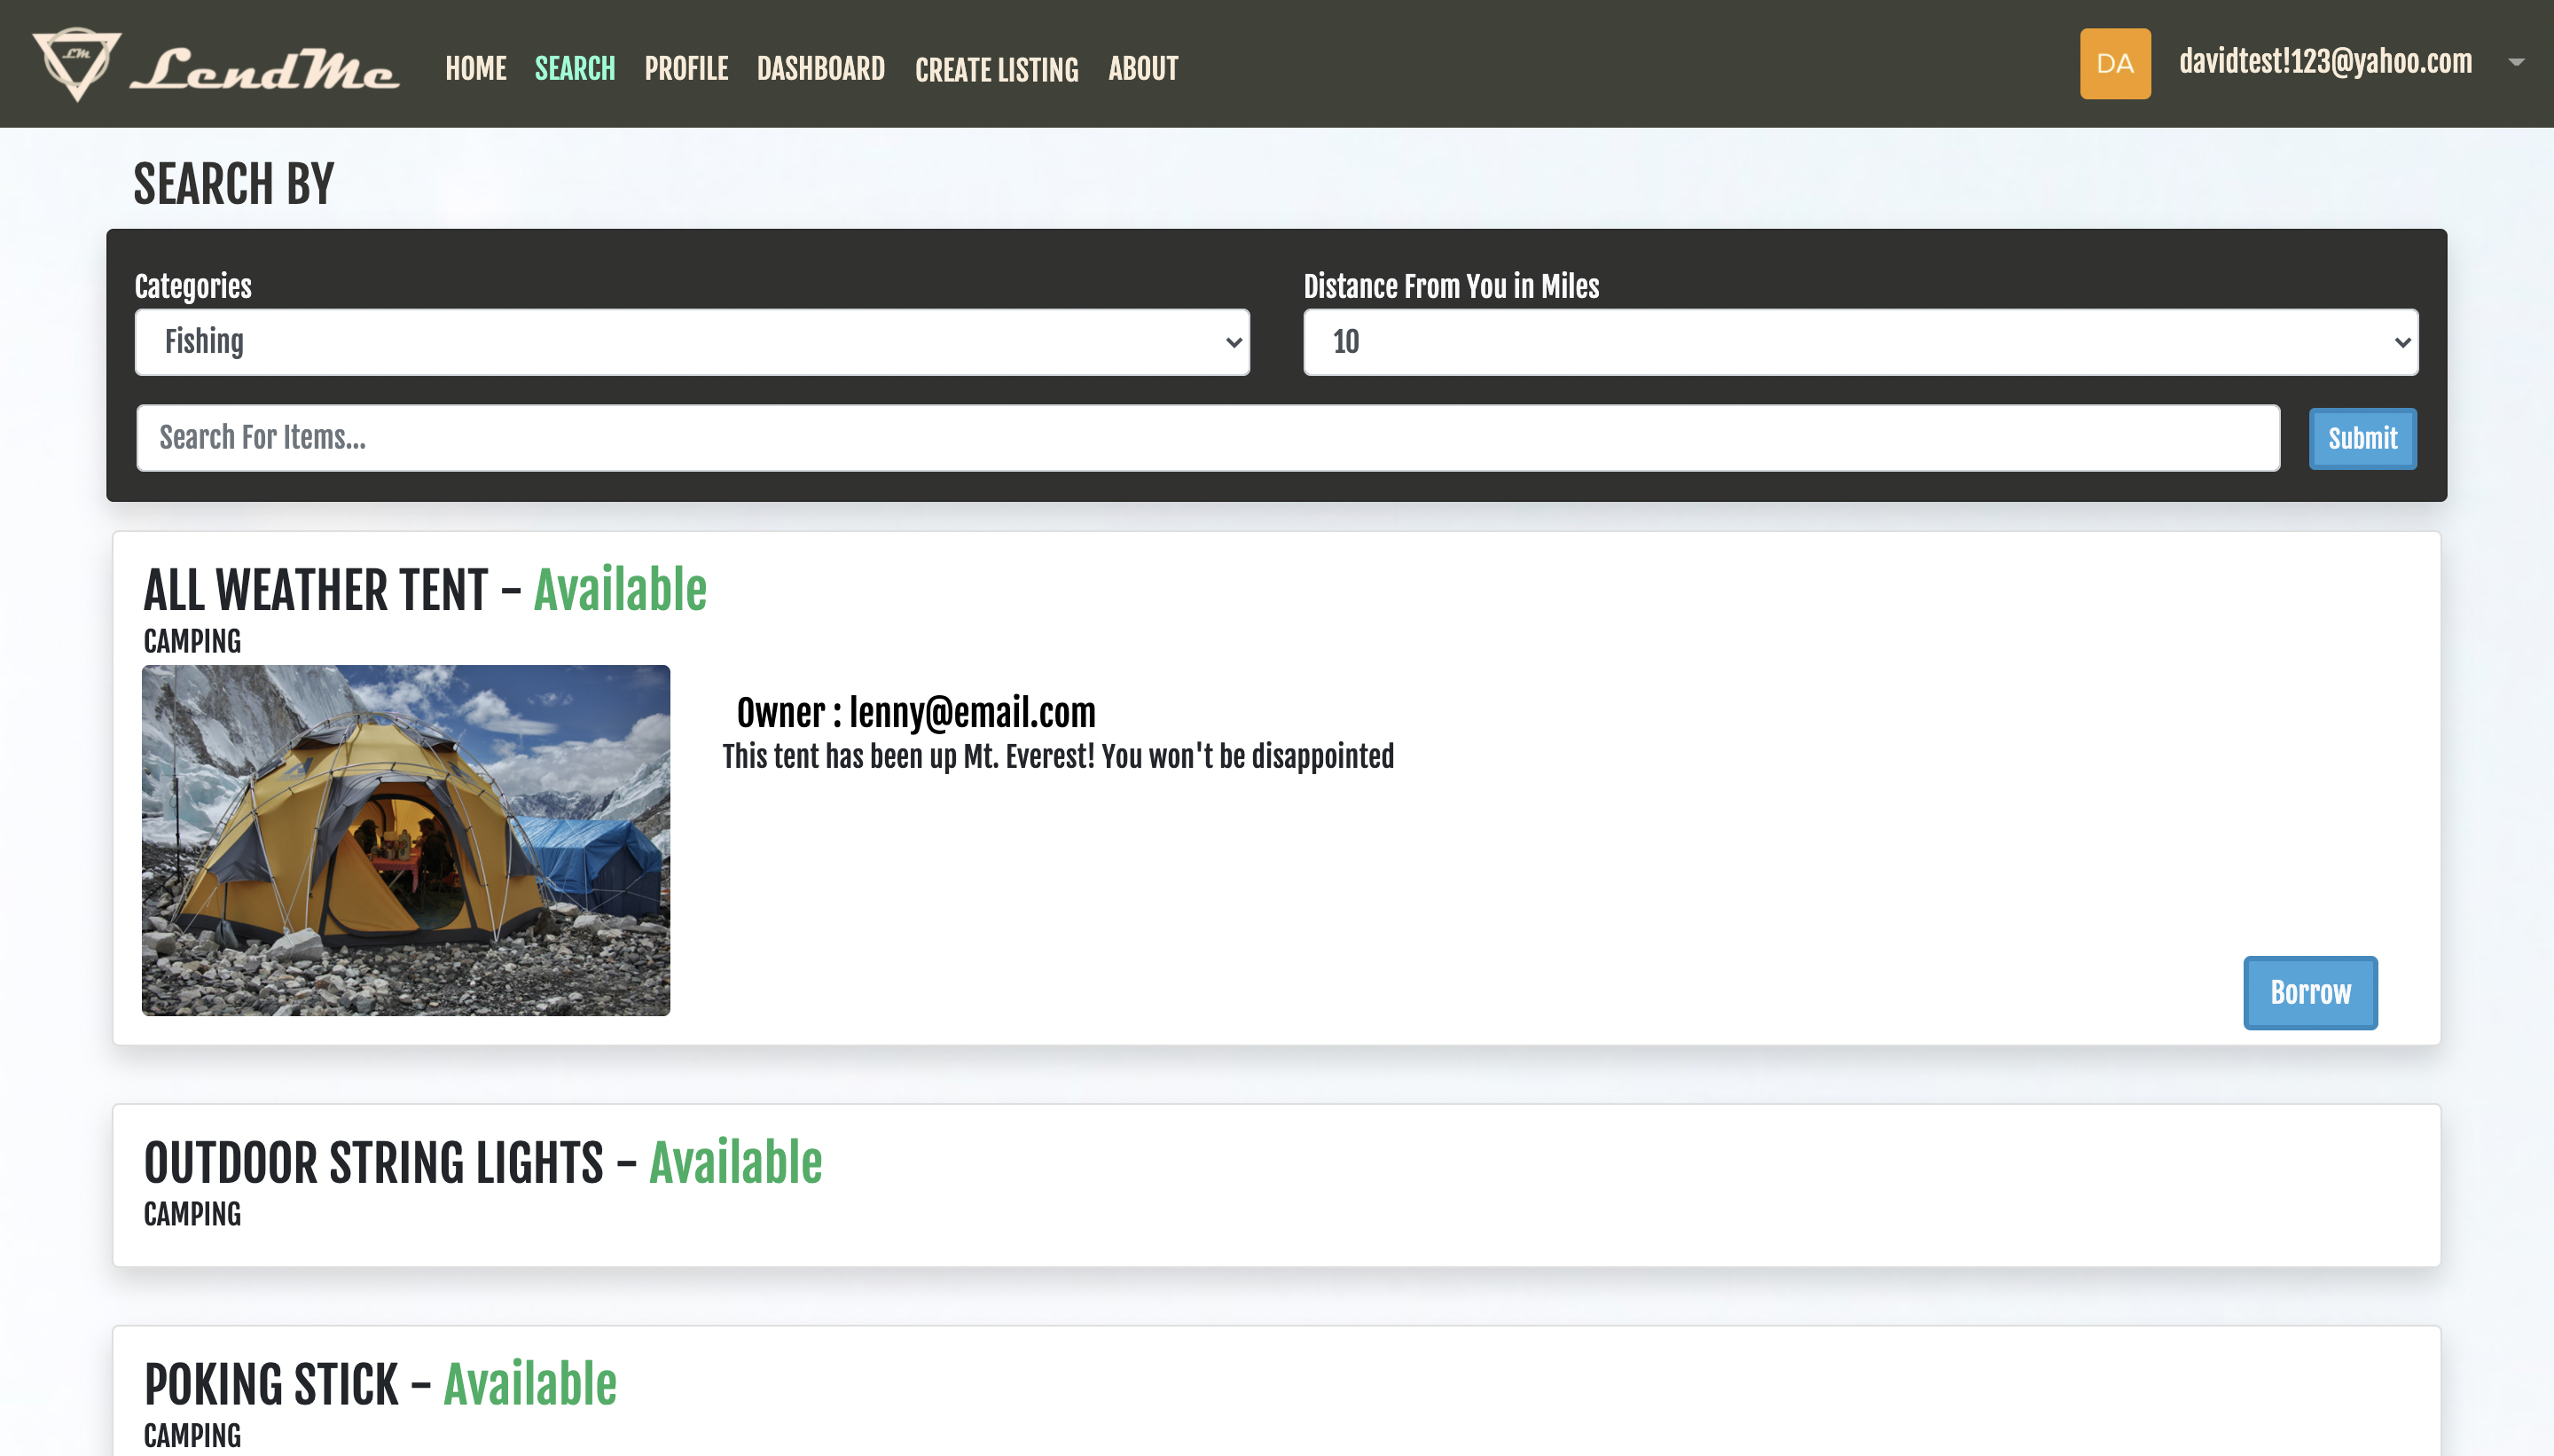 LM LendMe HOME SEARCH PROFILE DASHBOARD CREATE LISTING ABOUT DA davidtest!123@yahoo.com
SEARCH BY
Categories Distance From You in Miles
Fishing 10
Search For Items... Submit
ALL WEATHER TENT - Available
CAMPING
Owner : lenny@email.com
This tent has been up Mt. Everest! You won't be disappointed
Borrow
OUTDOOR STRING LIGHTS - Available
CAMPING
POKING STICK - Available
CAMPING